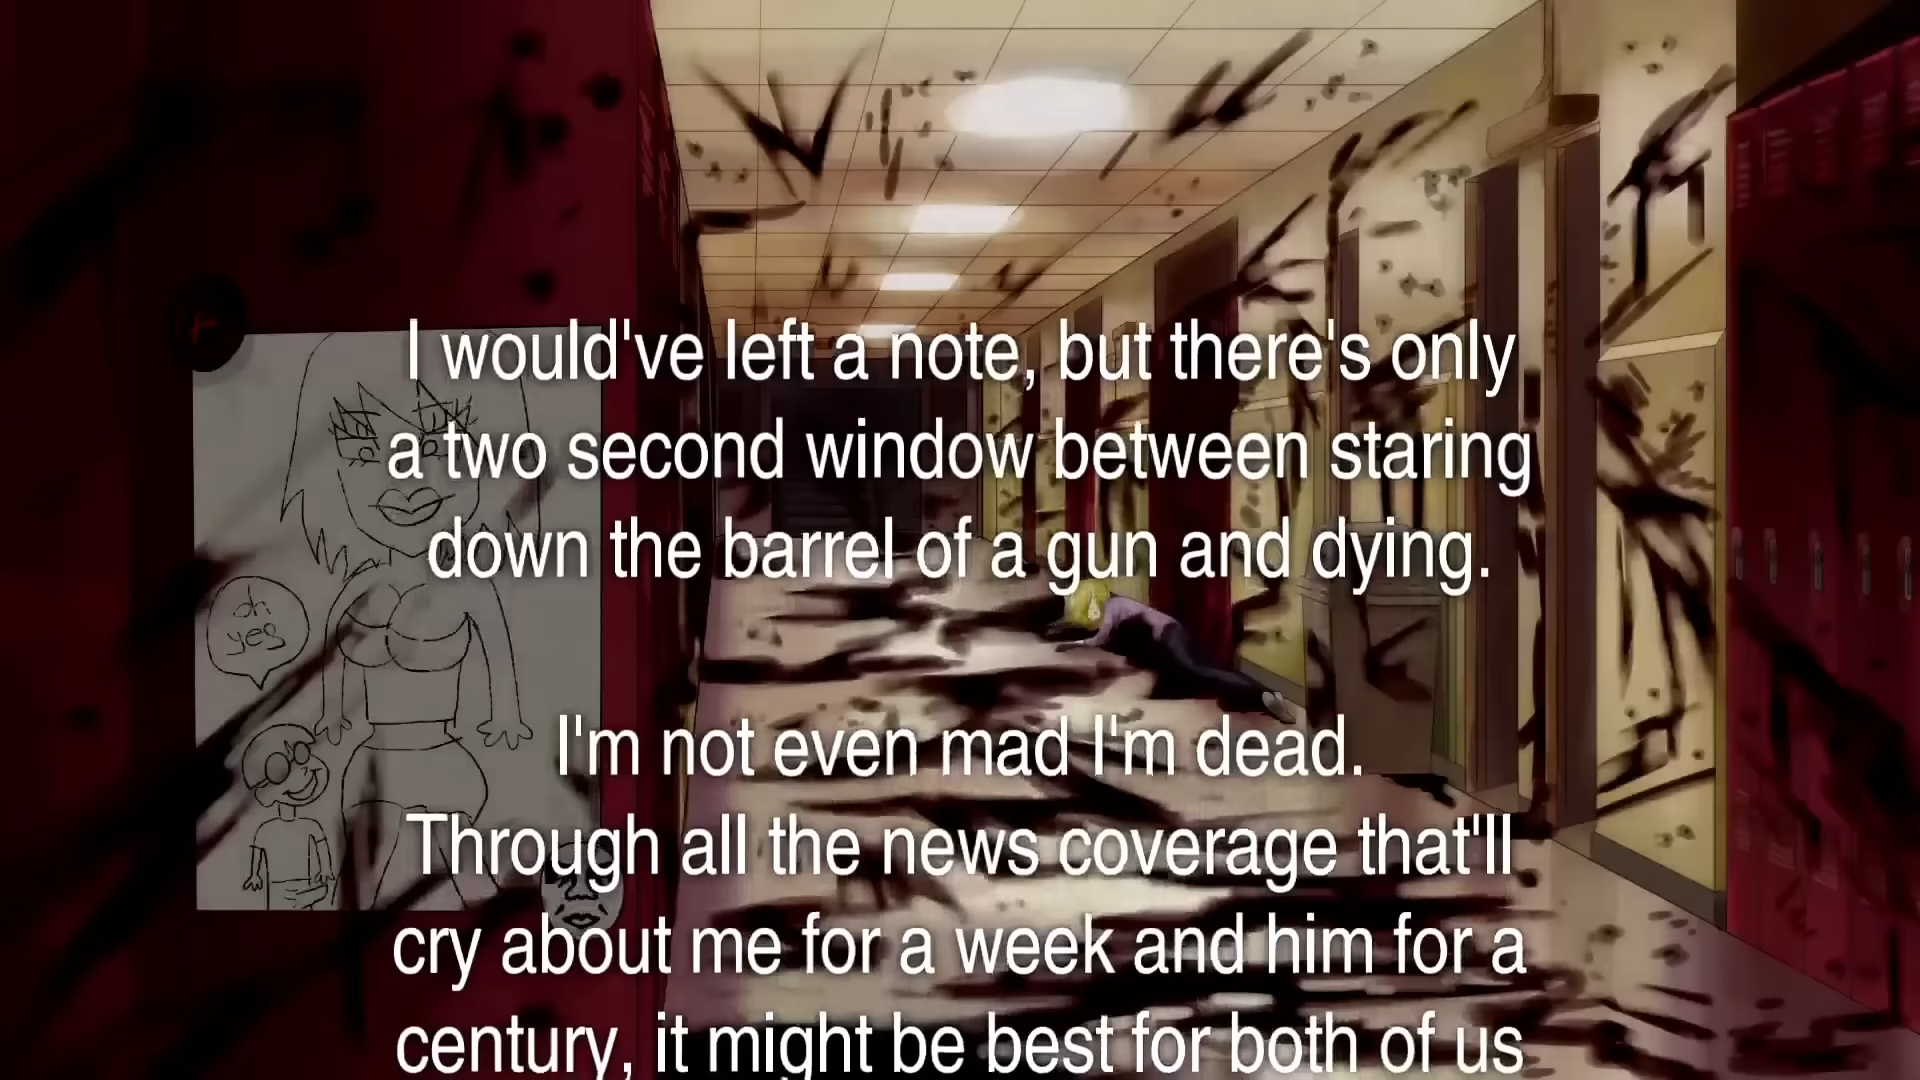 I would've left a note, but there's only
a two second window between staring
down the barrel of a gun and dying.
oh
yes
I'm not even mad I'm dead.
Through all the news coverage that'll
cry about me for a week and him for a
century, it might be best for both of us